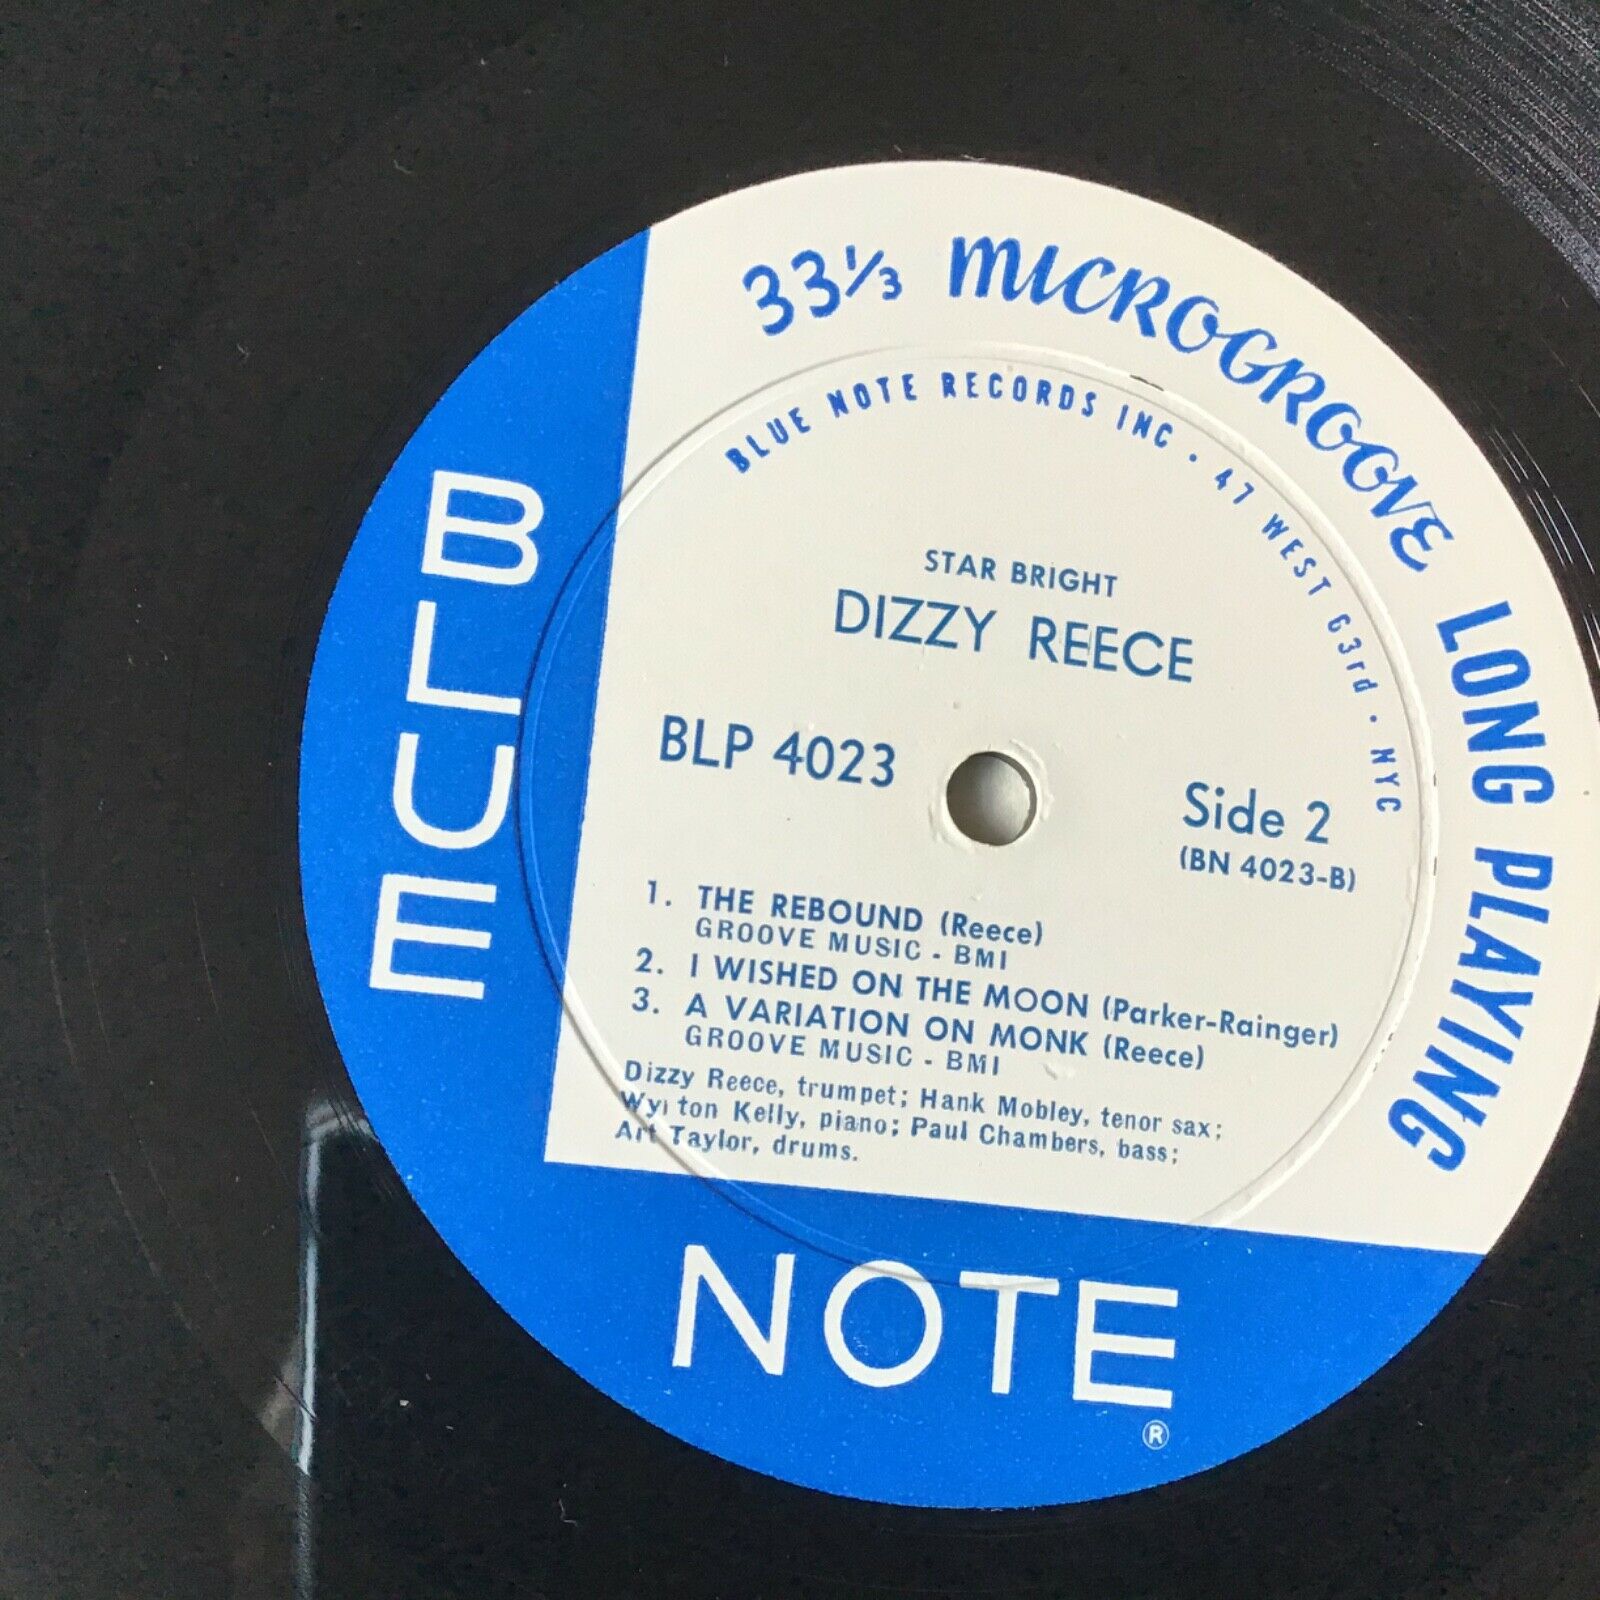 33⅓ MICROGROOVE LONG PLAYING
BLUE NOTE RECORDS INC · 47 WEST 63rd · NYC
STAR BRIGHT
DIZZY REECE
BLP 4023
Side 2
(BN 4023-B)
1. THE REBOUND (Reece)
GROOVE MUSIC - BMI
2. I WISHED ON THE MOON (Parker-Rainger)
3. A VARIATION ON MONK (Reece)
GROOVE MUSIC - BMI
Dizzy Reece, trumpet; Hank Mobley, tenor sax;
Wynton Kelly, piano; Paul Chambers, bass;
Art Taylor, drums.
BLUE
NOTE
®